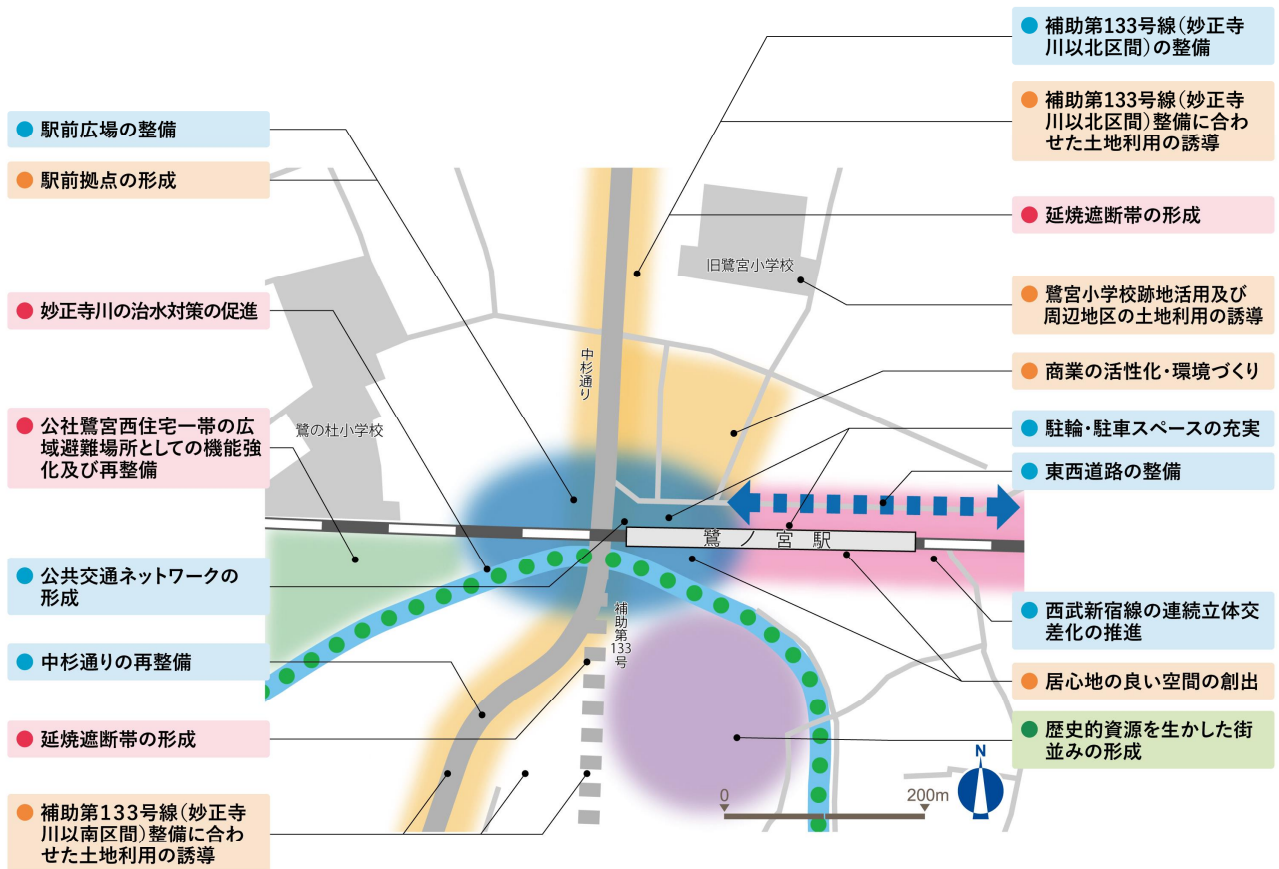 駅前広場の整備
駅前拠点の形成
妙正寺川の治水対策の促進
公社鷺宮西住宅一帯の広
域避難場所としての機能強
化及び再整備
公共交通ネットワークの
形成
中杉通りの再整備
延焼遮断帯の形成
補助第133号線(妙正寺
川以南区間)整備に合わ
せた土地利用の誘導
旧鷺宮小学校
中杉通り
鷺の杜小学校
鷺ノ宮駅
補助第133号
N
0
200m
補助第133号線(妙正寺
川以北区間)の整備
補助第133号線(妙正寺
川以北区間)整備に合わ
せた土地利用の誘導
延焼遮断帯の形成
鷺宮小学校跡地活用及び
周辺地区の土地利用の誘導
商業の活性化・環境づくり
駐輪・駐車スペースの充実
東西道路の整備
西武新宿線の連続立体交
差化の推進
居心地の良い空間の創出
歴史的資源を生かした街
並みの形成